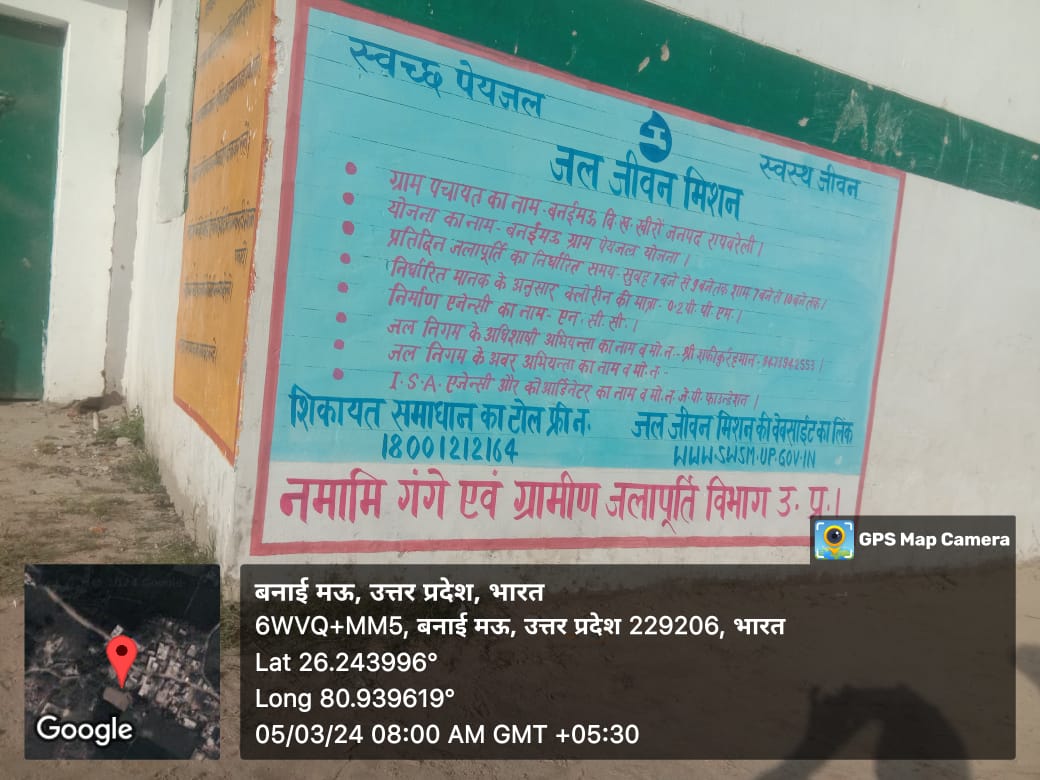 स्वच्छ पेयजल
जल जीवन मिशन
स्वस्थ जीवन
ग्राम पचायत का नाम - बनईमऊ वि. ख. खीरों जनपद रायबरेली।
योजना का नाम - बनईमऊ ग्राम पेयजल योजना।
प्रतिदिन जलापूर्ति का निर्धारित समय - सुबह 7 बजे से 9 बजे तक शाम 7 बजे से 10 बजे तक।
निर्धारित मानक के अनुसार क्लोरीन की मात्रा - 0.2 पी. पी. एम.।
निर्माण एजेन्सी का नाम - एन. सी. सी.।
जल निगम के अधिशाषी अभियन्ता का नाम व मो. न. - श्री
जल निगम के अवर अभियन्ता का नाम व मो. न. -
I.S.A. एजेन्सी और कोआर्डिनेटर का नाम व मो. न. जे. पी. फाउन्डेशन।
शिकायत समाधान का टोल फ्री न.
18001212164
जल जीवन मिशन की वेबसाईट का लिंक
WWW.SWSM.UP.GOV.IN
नमामि गंगे एवं ग्रामीण जलापूर्ति विभाग उ. प्र.।
GPS Map Camera
बनाई मऊ, उत्तर प्रदेश, भारत
6WVQ+MM5, बनाई मऊ, उत्तर प्रदेश 229206, भारत
Lat 26.243996°
Long 80.939619°
05/03/24 08:00 AM GMT +05:30
Google